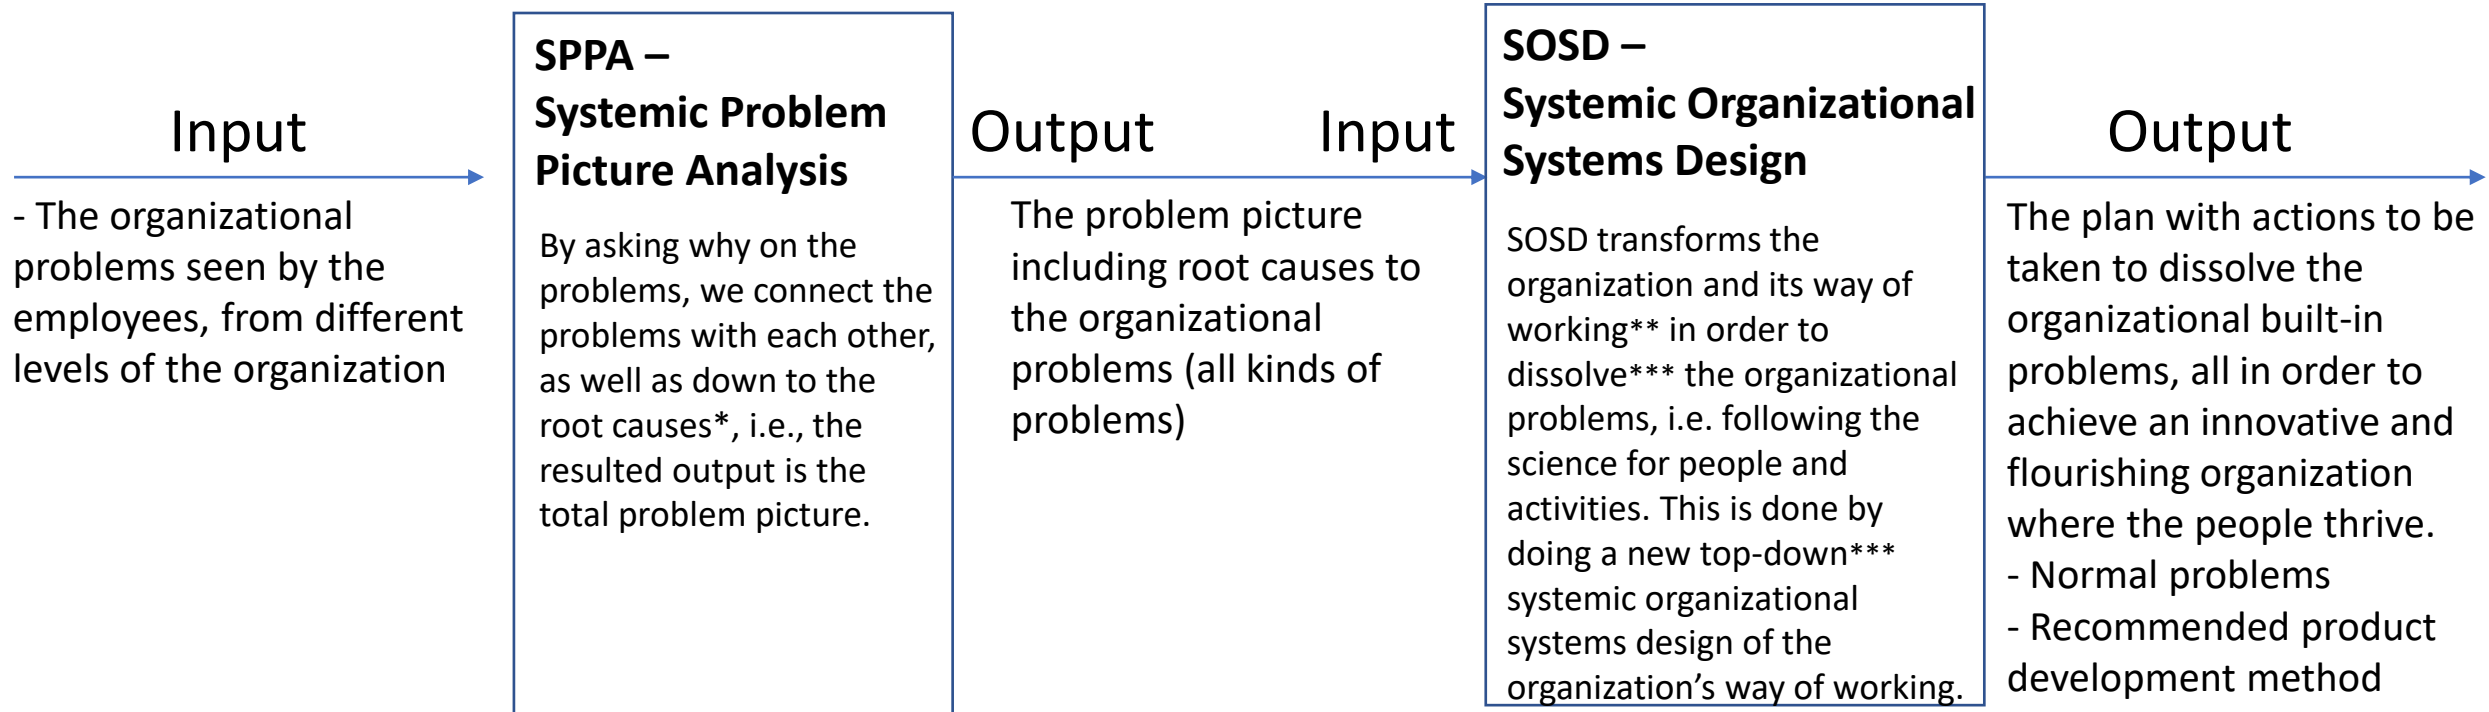 Input
- The organizational
problems seen by the
employees, from different
levels of the organization
SPPA –
Systemic Problem
Picture Analysis
By asking why on the
problems, we connect the
problems with each other,
as well as down to the
root causes*, i.e., the
resulted output is the
total problem picture.
Output
Input
The problem picture
including root causes to
the organizational
problems (all kinds of
problems)
SOSD –
Systemic Organizational
Systems Design
SOSD transforms the
organization and its way of
working** in order to
dissolve*** the organizational
problems, i.e. following the
science for people and
activities. This is done by
doing a new top-down***
systemic organizational
systems design of the
organization’s way of working.
Output
The plan with actions to be
taken to dissolve the
organizational built-in
problems, all in order to
achieve an innovative and
flourishing organization
where the people thrive.
- Normal problems
- Recommended product
development method